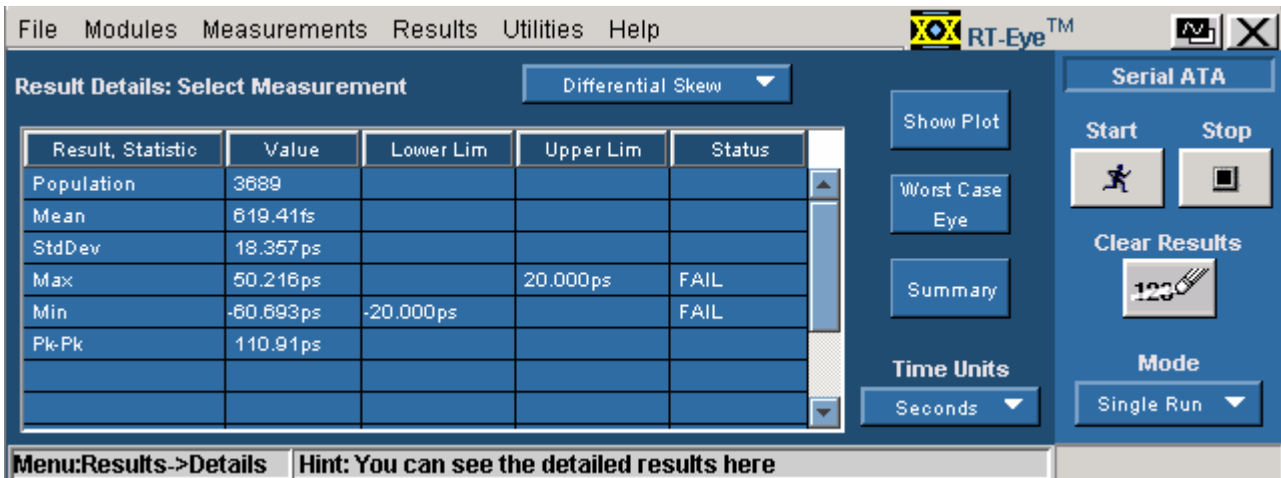 File Modules Measurements Results Utilities Help RT-Eye™
Result Details: Select Measurement Differential Skew
Serial ATA
Show Plot
Start Stop
Result, Statistic Value Lower Lim Upper Lim Status
Population 3689
Mean 619.41fs
StdDev 18.357ps
Max 50.216ps 20.000ps FAIL
Min -60.693ps -20.000ps FAIL
Pk-Pk 110.91ps
Worst Case
Eye
Summary
Clear Results
123
Time Units
Seconds
Mode
Single Run
Menu:Results->Details Hint: You can see the detailed results here